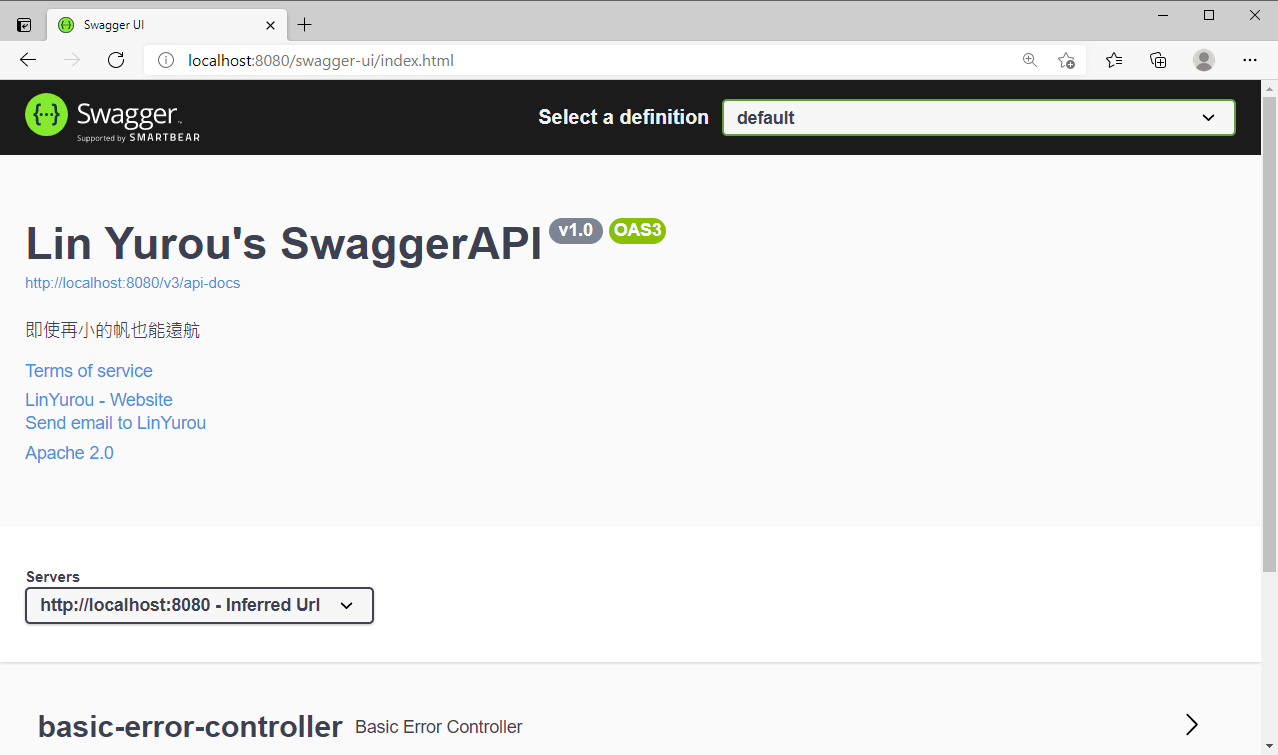 Swagger UI
localhost:8080/swagger-ui/index.html
{...} Swagger™
Supported by SMARTBEAR
Select a definition
default
Lin Yurou's SwaggerAPI v1.0 OAS3
http://localhost:8080/v3/api-docs
即使再小的帆也能遠航
Terms of service
LinYurou - Website
Send email to LinYurou
Apache 2.0
Servers
http://localhost:8080 - Inferred Url
basic-error-controller Basic Error Controller